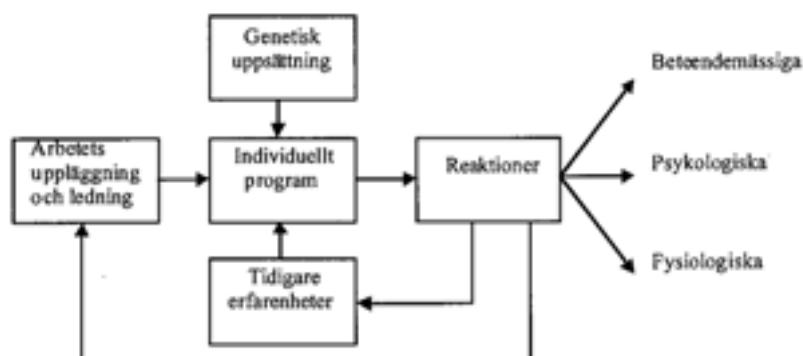 Genetisk
uppsättning
Arbetets
uppläggning
och ledning
Individuellt
program
Reaktioner
Tidigare
erfarenheter
Beteendemässiga
Psykologiska
Fysiologiska